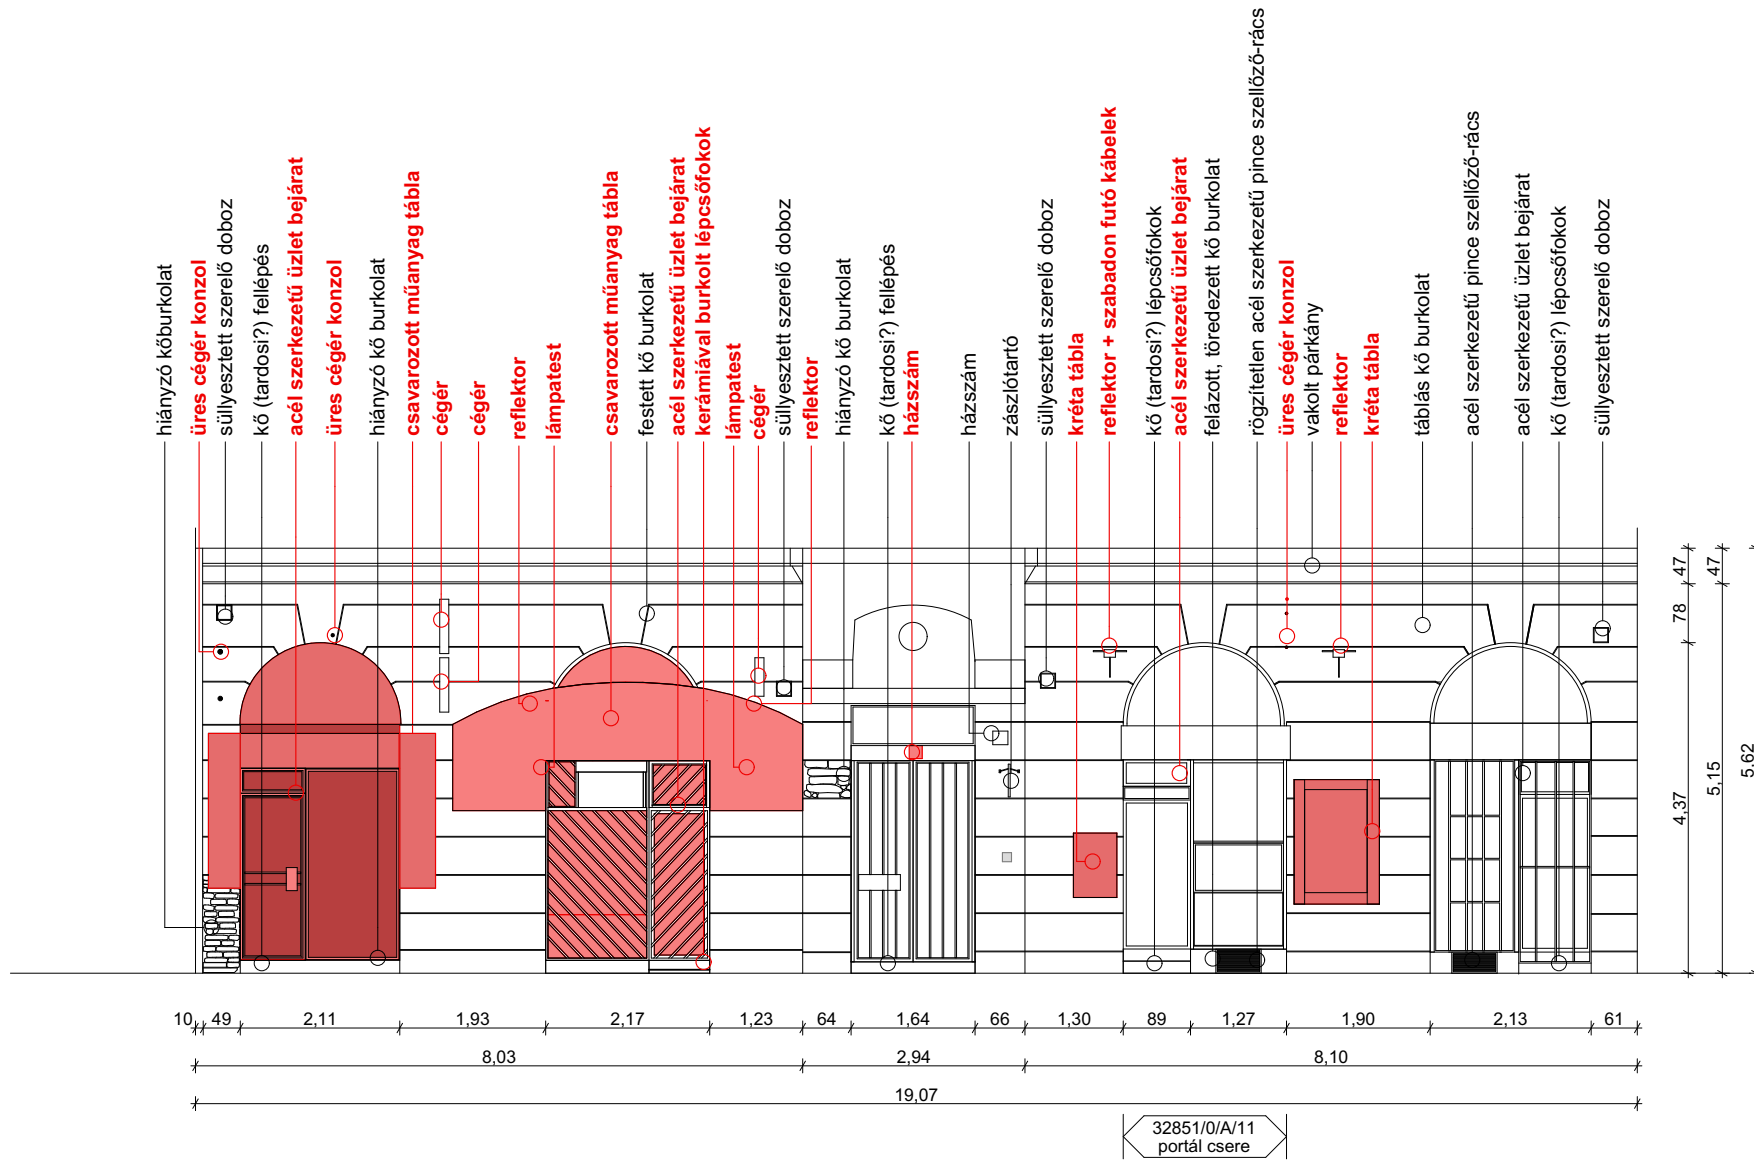 hiányzó kőburkolat
üres cégér konzol
süllyesztett szerelő doboz
kő (tardosi?) fellépés
acél szerkezetű üzlet bejárat
üres cégér konzol
hiányzó kő burkolat
csavarozott műanyag tábla
cégér
cégér
reflektor
lámpatest
csavarozott műanyag tábla
festett kő burkolat
acél szerkezetű üzlet bejárat
kerámiával burkolt lépcsőfokok
lámpatest
cégér
süllyesztett szerelő doboz
reflektor
hiányzó kő burkolat
kő (tardosi?) fellépés
házszám
házszám
zászlótartó
süllyesztett szerelő doboz
kréta tábla
reflektor + szabadon futó kábelek
kő (tardosi?) lépcsőfokok
acél szerkezetű üzlet bejárat
felázott, töredezett kő burkolat
rögzítetlen acél szerkezetű pince szellőző-rács
üres cégér konzol
vakolt párkány
reflektor
kréta tábla
táblás kő burkolat
acél szerkezetű pince szellőző-rács
acél szerkezetű üzlet bejárat
kő (tardosi?) lépcsőfokok
süllyesztett szerelő doboz
47
47
78
4,37
5,15
5,62
10 49 2,11 1,93 2,17 1,23 64 1,64 66 1,30 89 1,27 1,90 2,13 61
8,03 2,94 8,10
19,07
32851/0/A/11
portál csere